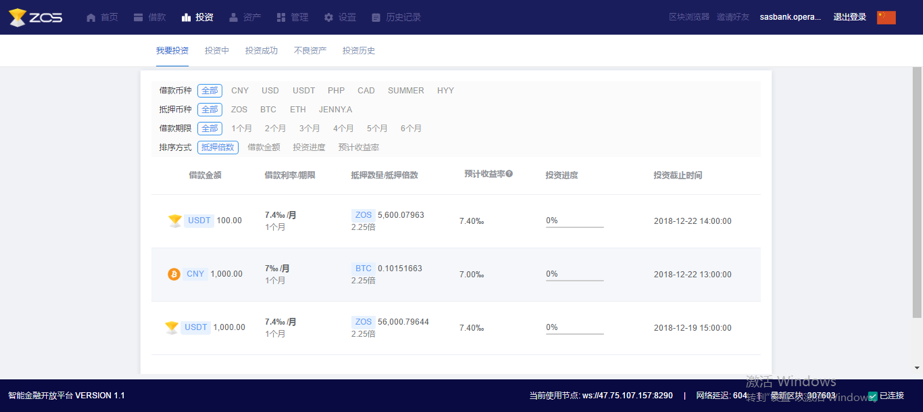 ZOS 首页 借款 投资 资产 管理 设置 历史记录 区块浏览器 邀请好友 sasbank.opera... 退出登录
我要投资 投资中 投资成功 不良资产 投资历史
借款币种 全部 CNY USD USDT PHP CAD SUMMER HYY
抵押币种 全部 ZOS BTC ETH JENNY.A
借款期限 全部 1个月 2个月 3个月 4个月 5个月 6个月
排序方式 抵押倍数 借款金额 投资进度 预计收益率
借款金额 借款利率/期限 抵押数量/抵押倍数 预计收益率 投资进度 投资截止时间
USDT 100.00 7.4‰ /月 ZOS 5,600.07963 7.40‰ 0% 2018-12-22 14:00:00
1个月 2.25倍
CNY 1,000.00 7‰ /月 BTC 0.10151663 7.00‰ 0% 2018-12-22 13:00:00
1个月 2.25倍
USDT 1,000.00 7.4‰ /月 ZOS 56,000.79644 7.40‰ 0% 2018-12-19 15:00:00
1个月 2.25倍
激活 Windows
智能金融开放平台 VERSION 1.1 当前使用节点: ws://47.75.107.157:8290 | 网络延迟: 604 | 最新区块: 307603 已连接